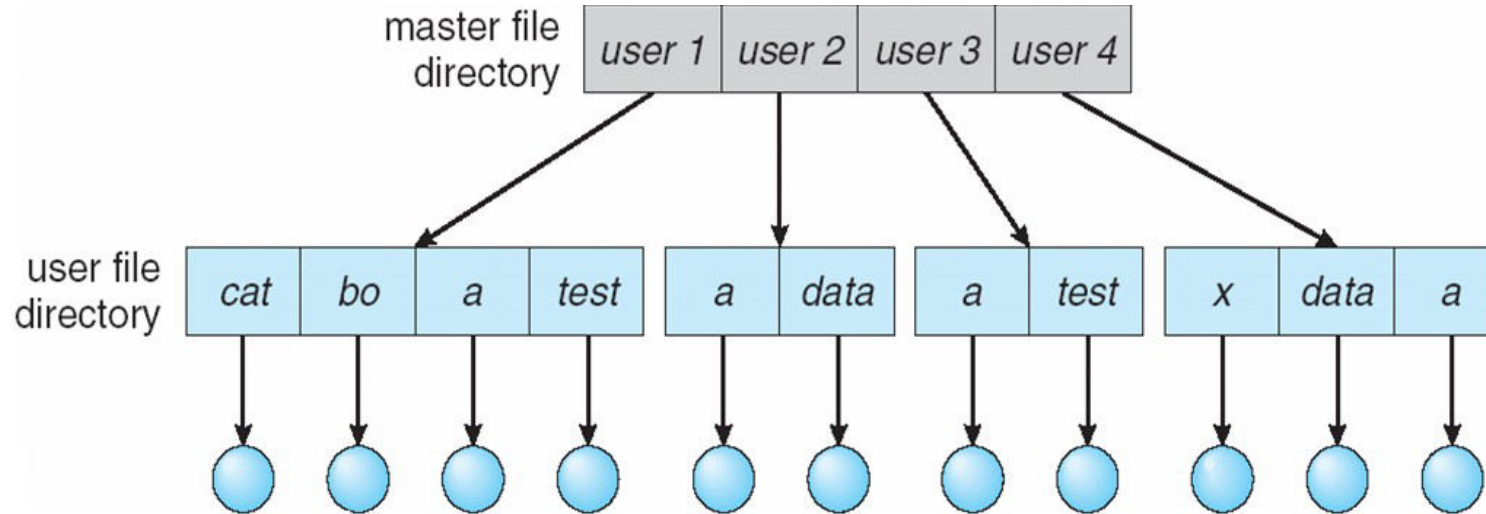 master file
directory
user 1 user 2 user 3 user 4
user file
directory
cat bo a test a data a test x data a